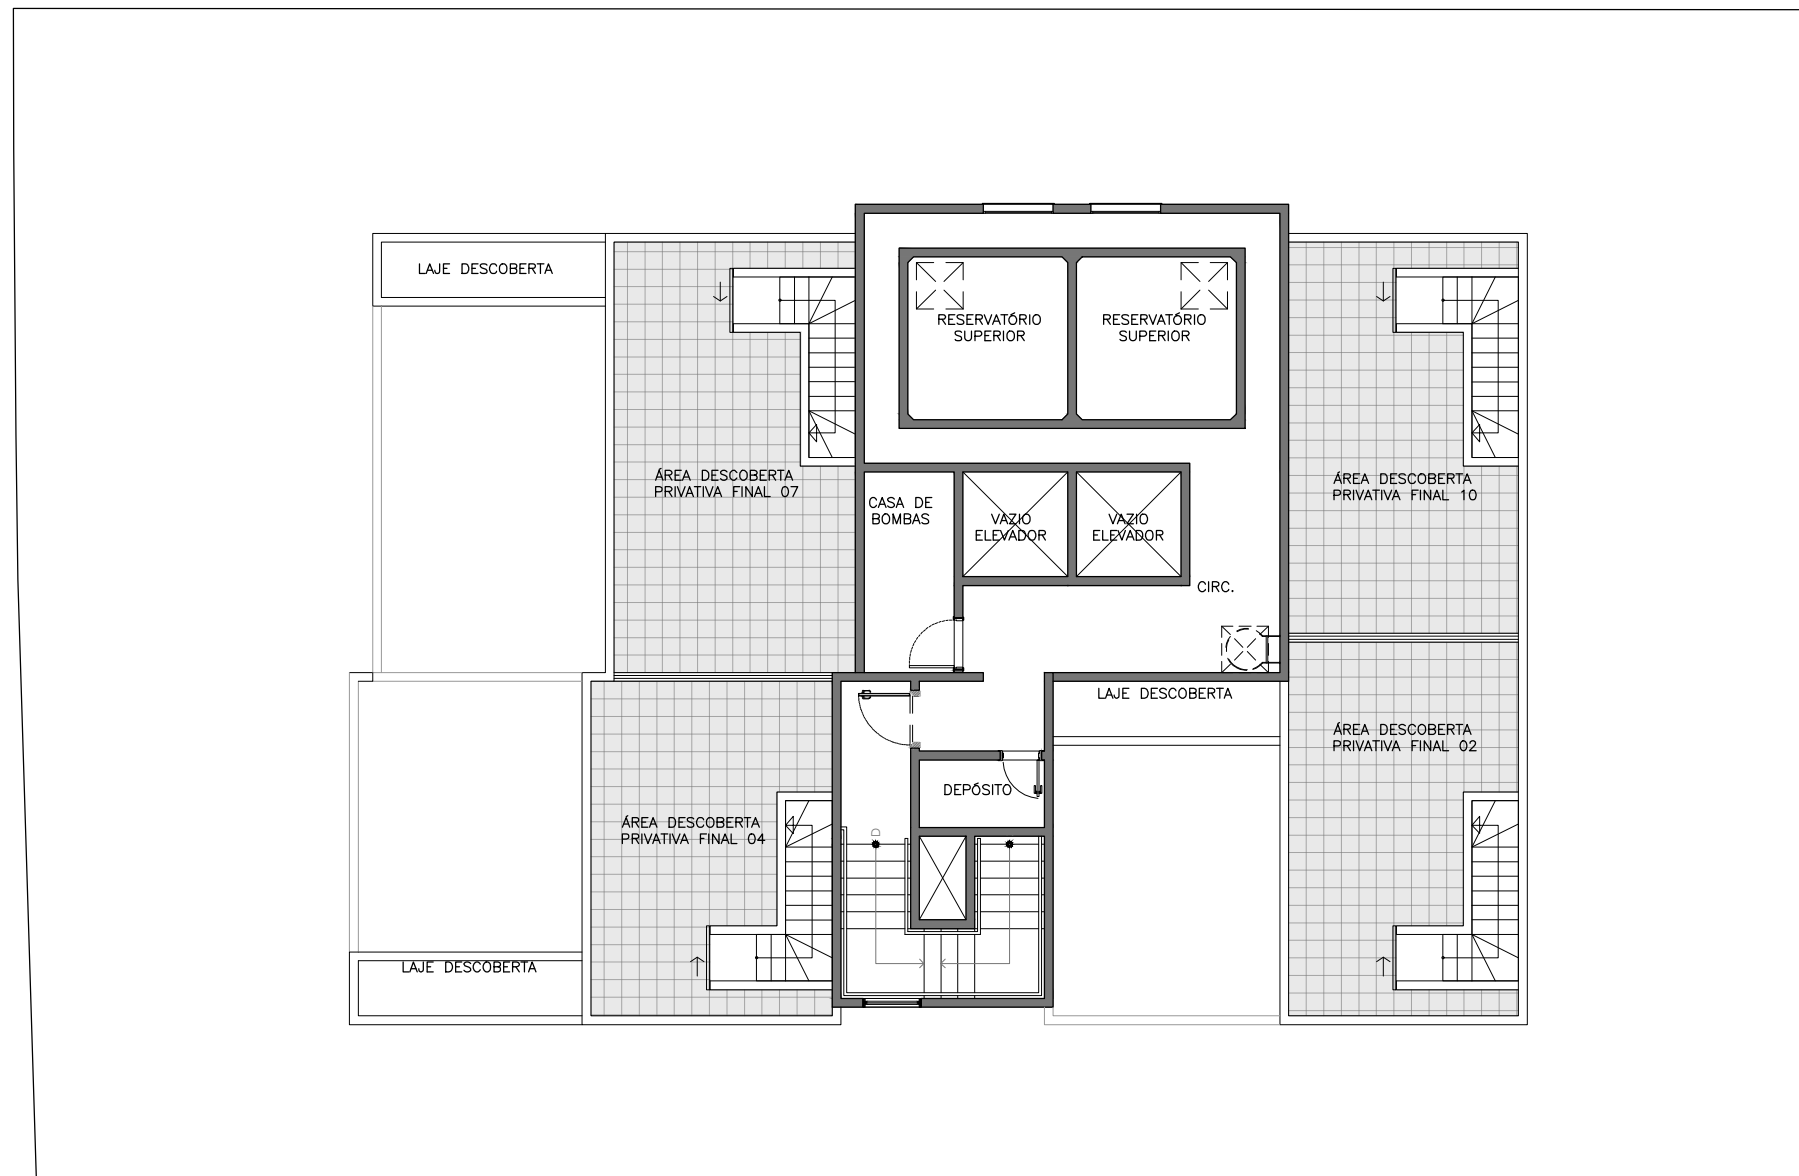 LAJE DESCOBERTA
RESERVATÓRIO
SUPERIOR
RESERVATÓRIO
SUPERIOR
ÁREA DESCOBERTA
PRIVATIVA FINAL 07
CASA DE
BOMBAS
VAZIO
ELEVADOR
VAZIO
ELEVADOR
ÁREA DESCOBERTA
PRIVATIVA FINAL 10
CIRC.
LAJE DESCOBERTA
ÁREA DESCOBERTA
PRIVATIVA FINAL 02
DEPÓSITO
ÁREA DESCOBERTA
PRIVATIVA FINAL 04
D
LAJE DESCOBERTA